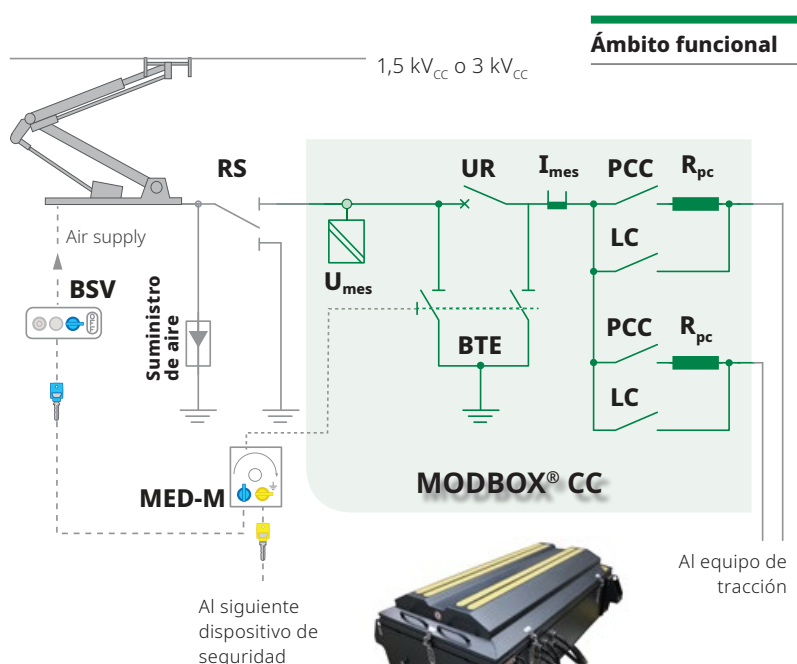 Ámbito funcional
1,5 kVcc o 3 kVcc
RS
UR
Imes
PCC
Rpc
Air supply
LC
BSV
OFF
Umes
Suministro
de aire
BTE
PCC
Rpc
LC
MED-M
MODBOX® CC
Al equipo de
tracción
Al siguiente
dispositivo de
seguridad